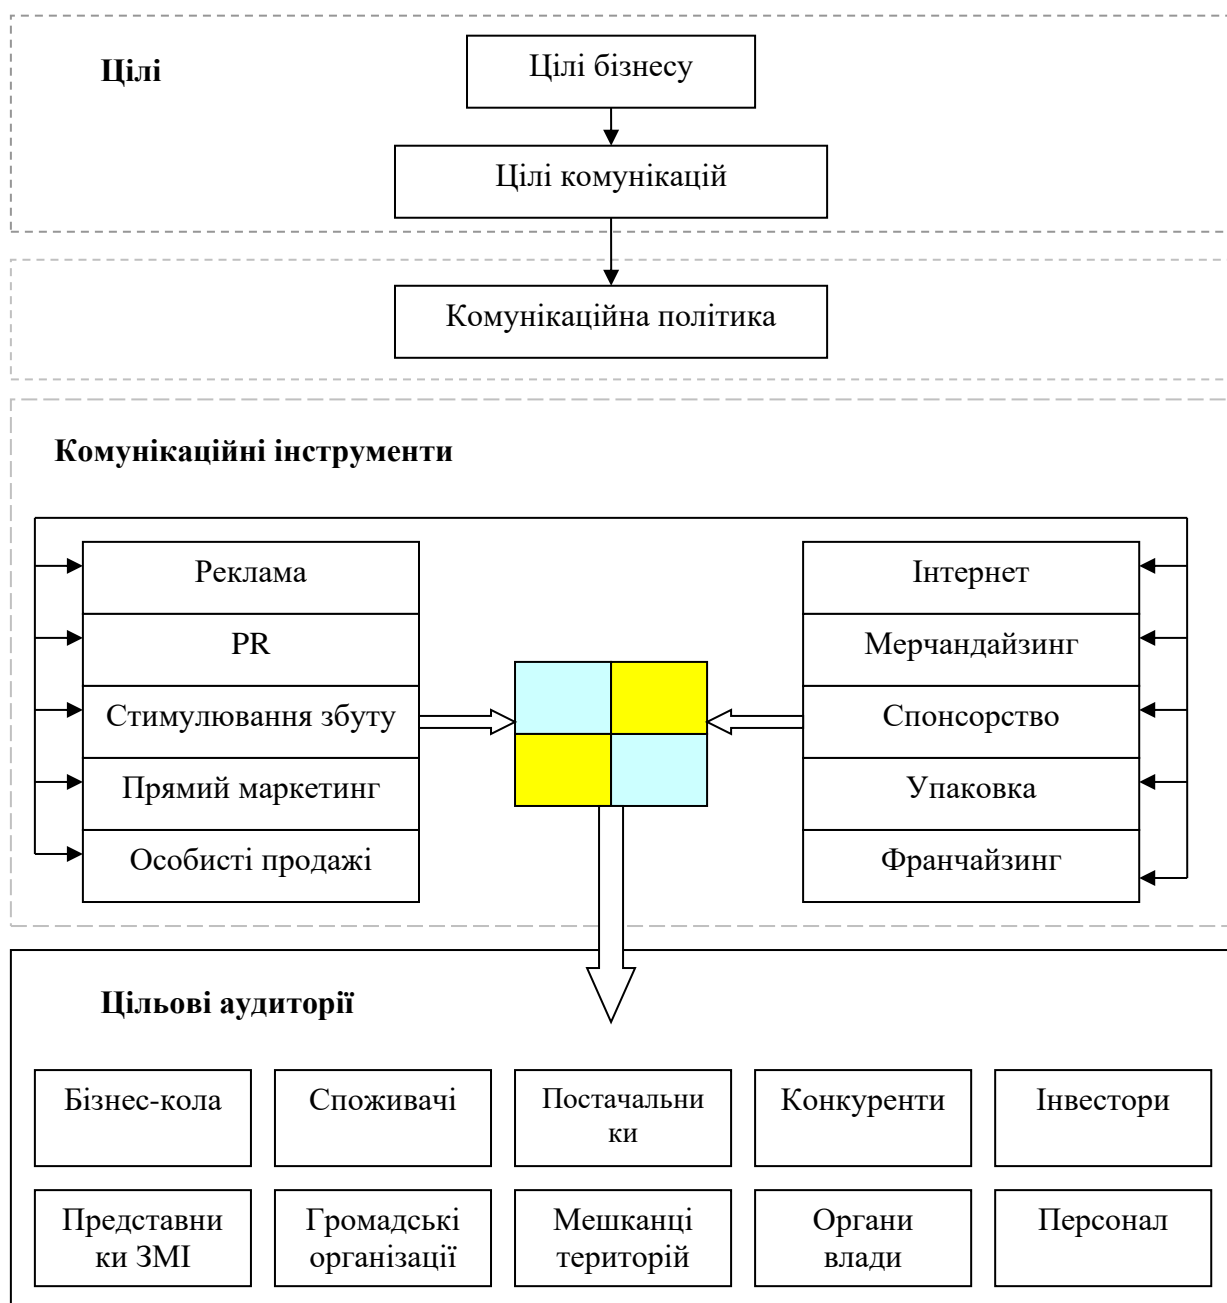 Цілі
Цілі бізнесу
Цілі комунікацій
Комунікаційна політика
Комунікаційні інструменти
Реклама
PR
Стимулювання збуту
Прямий маркетинг
Особисті продажі
Інтернет
Мерчандайзинг
Спонсорство
Упаковка
Франчайзинг
Цільові аудиторії
Бізнес-кола
Споживачі
Постачальни
ки
Конкуренти
Інвестори
Представни
ки ЗМІ
Громадські
організації
Мешканці
територій
Органи
влади
Персонал